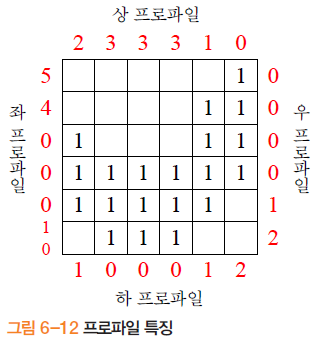 상 프로파일
2 3 3 3 1 0
좌 프로파일
우 프로파일
5 1 0
4 1 1 0
0 1 1 1 0
0 1 1 1 1 1 1 0
0 1 1 1 1 1 1
1 0 1 1 1 2
1 0 0 0 1 2
하 프로파일
그림 6-12 프로파일 특징